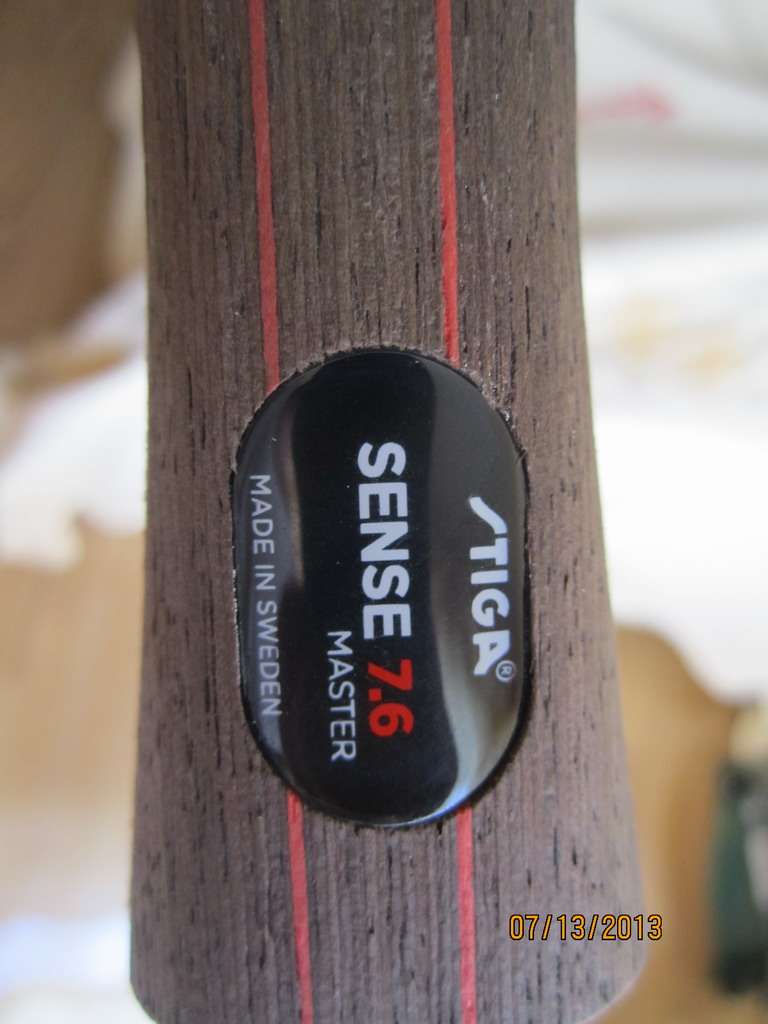 STIGA®
SENSE 7.6
MASTER
MADE IN SWEDEN
07/13/2013